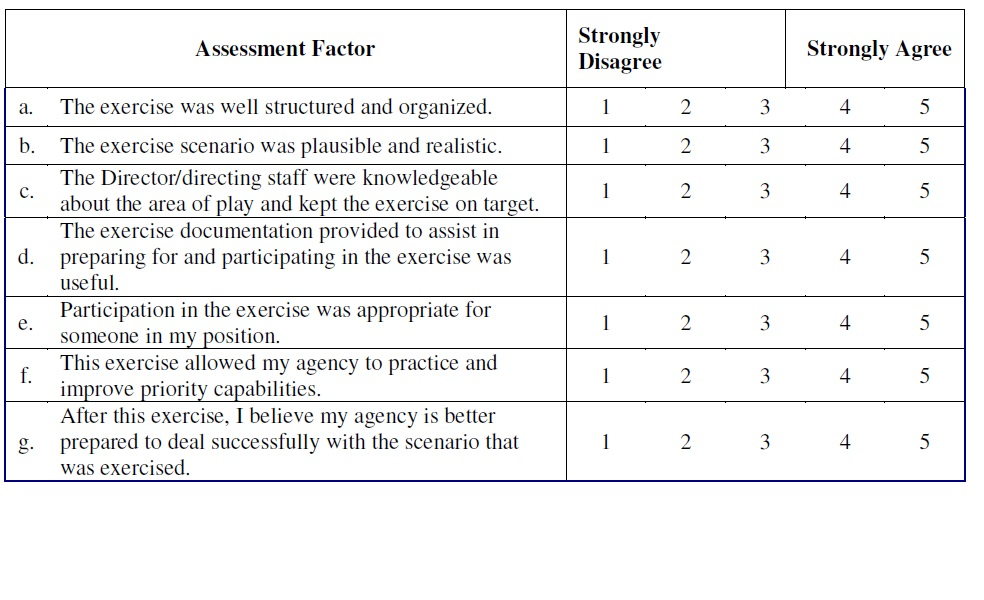 Assessment Factor Strongly Disagree Strongly Agree
a. The exercise was well structured and organized. 1 2 3 4 5
b. The exercise scenario was plausible and realistic. 1 2 3 4 5
c. The Director/directing staff were knowledgeable
about the area of play and kept the exercise on target. 1 2 3 4 5
d. The exercise documentation provided to assist in
preparing for and participating in the exercise was
useful. 1 2 3 4 5
e. Participation in the exercise was appropriate for
someone in my position. 1 2 3 4 5
f. This exercise allowed my agency to practice and
improve priority capabilities. 1 2 3 4 5
g. After this exercise, I believe my agency is better
prepared to deal successfully with the scenario that
was exercised. 1 2 3 4 5